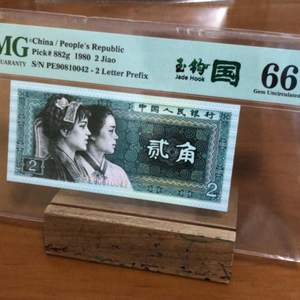 MG China / People's Republic
Pick# 882g 1980 2 Jiao
S/N PE90810042 - 2 Letter Prefix
GUARANTY
玉钩国
Jade Hook
66
Gem Uncirculated
中国人民银行
贰角
2
2